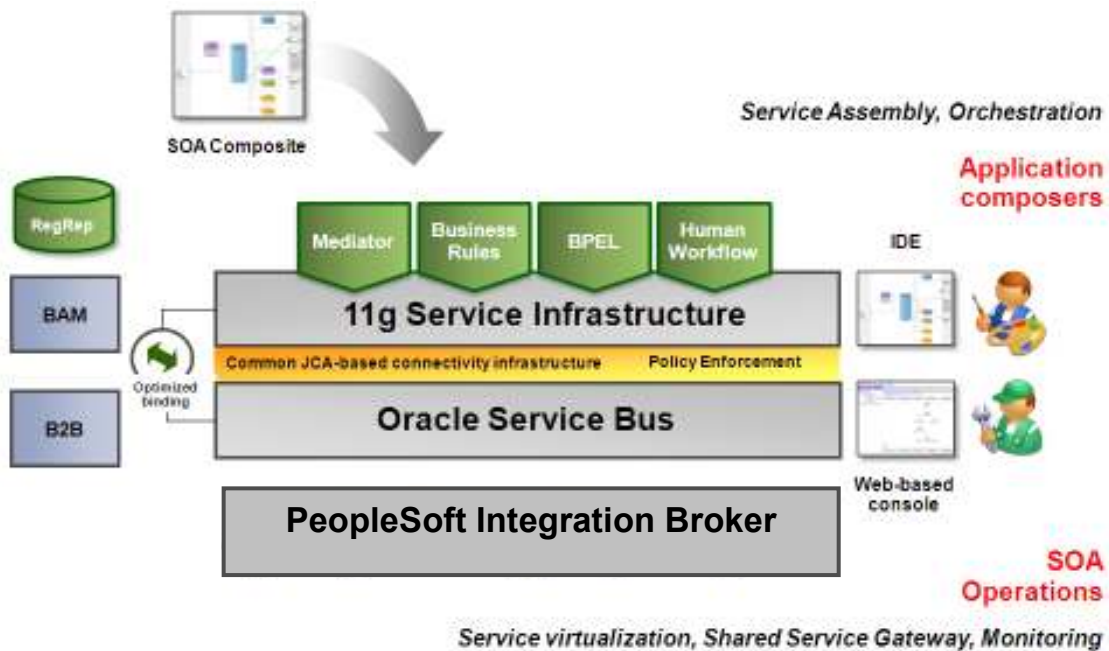 SOA Composite
Service Assembly, Orchestration
Application
composers
RegRep
Mediator
Business
Rules
BPEL
Human
Workflow
IDE
BAM
11g Service Infrastructure
Common JCA-based connectivity infrastructure
Policy Enforcement
Optimized
binding
B2B
Oracle Service Bus
Web-based
console
PeopleSoft Integration Broker
SOA
Operations
Service virtualization, Shared Service Gateway, Monitoring